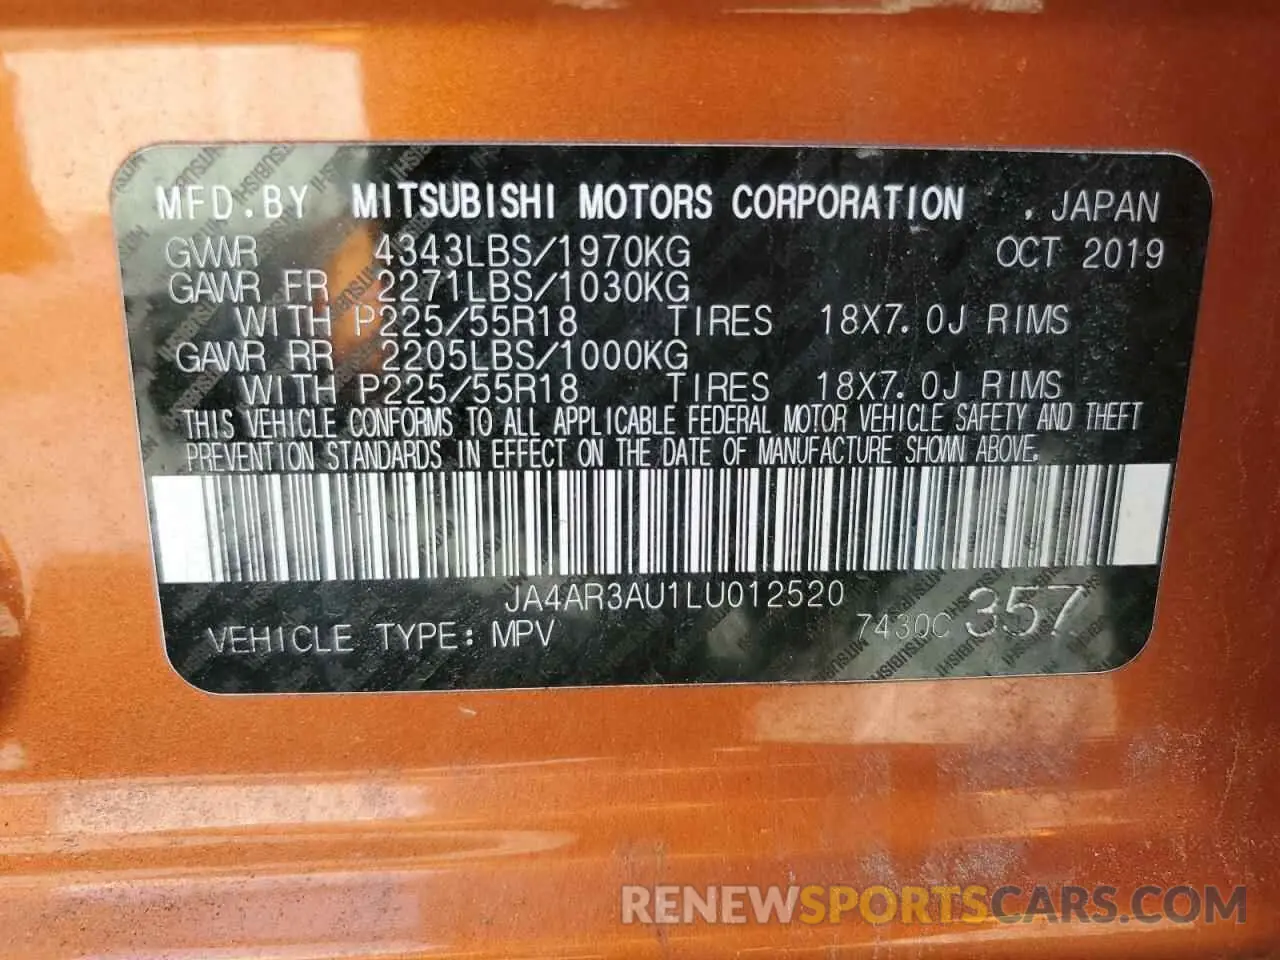 MFD.BY MITSUBISHI MOTORS CORPORATION .JAPAN
GVWR 4343LBS/1970KG OCT 2019
GAWR FR 2271LBS/1030KG
WITH P225/55R18 TIRES 18X7.0J RIMS
GAWR RR 2205LBS/1000KG
WITH P225/55R18 TIRES 18X7.0J RIMS
THIS VEHICLE CONFORMS TO ALL APPLICABLE FEDERAL MOTOR VEHICLE SAFETY AND THEFT
PREVENTION STANDARDS IN EFFECT ON THE DATE OF MANUFACTURE SHOWN ABOVE.
JA4AR3AU1LU012520
VEHICLE TYPE: MPV 7430C 357
RENEWSPORTSCARS.COM